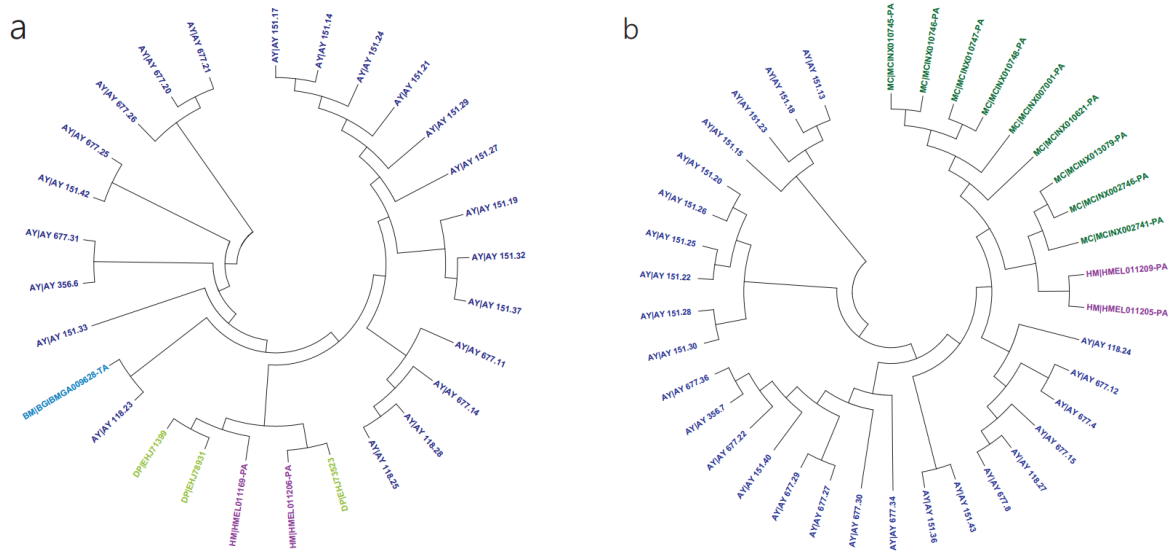 a
AY|AY 151.17
AY|AY 151.14
AY|AY 151.24
AY|AY 151.21
AY|AY 151.29
AY|AY 151.27
AY|AY 151.19
AY|AY 151.32
AY|AY 151.37
AY|AY 677.11
AY|AY 677.14
AY|AY 118.28
AY|AY 118.25
DP|EHJ73523
HM|HMEL011206-PA
HM|HMEL011169-PA
DP|EHJ78931
DP|EHJ71399
AY|AY 118.23
BM|BGIBMGA009628-TA
AY|AY 151.33
AY|AY 356.6
AY|AY 677.31
AY|AY 151.42
AY|AY 677.25
AY|AY 677.26
AY|AY 677.20
AY|AY 677.21
b
MC|MCINX010745-PA
MC|MCINX010746-PA
MC|MCINX010747-PA
MC|MCINX010748-PA
MC|MCINX007001-PA
MC|MCINX010621-PA
MC|MCINX013079-PA
MC|MCINX002746-PA
MC|MCINX002741-PA
HM|HMEL011209-PA
HM|HMEL011205-PA
AY|AY 118.24
AY|AY 677.12
AY|AY 677.4
AY|AY 677.15
AY|AY 118.27
AY|AY 677.8
AY|AY 151.43
AY|AY 151.36
AY|AY 677.34
AY|AY 677.30
AY|AY 677.27
AY|AY 677.29
AY|AY 151.40
AY|AY 677.22
AY|AY 356.7
AY|AY 677.36
AY|AY 151.30
AY|AY 151.28
AY|AY 151.22
AY|AY 151.25
AY|AY 151.26
AY|AY 151.20
AY|AY 151.15
AY|AY 151.23
AY|AY 151.18
AY|AY 151.13